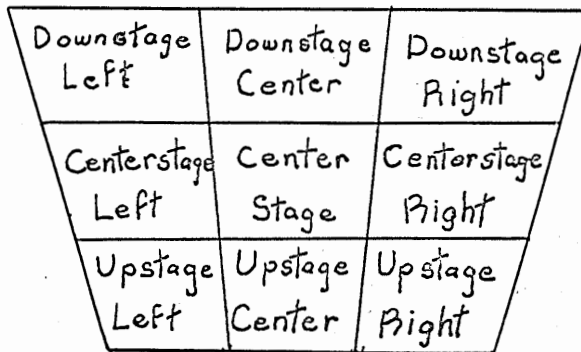 Downstage
Left
Downstage
Center
Downstage
Right
Centerstage
Left
Center
Stage
Centerstage
Right
Upstage
Left
Upstage
Center
Upstage
Right